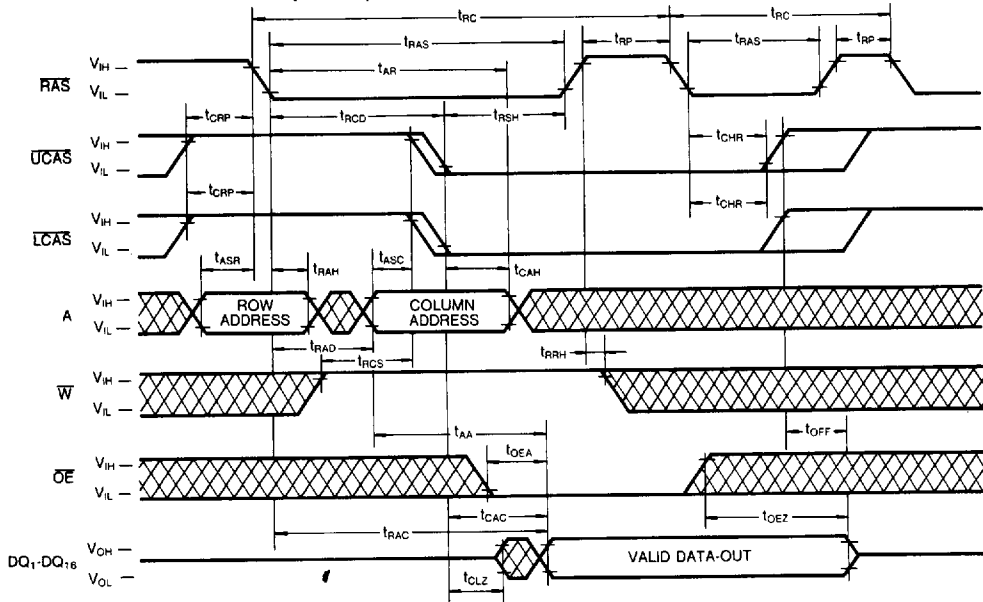 tRC tRC
tRAS tRP tRAS tRP
tAR
RAS VIH VIL
tCRP tRCD tRSH tCHR
UCAS VIH VIL
tCRP tCHR
LCAS VIH VIL
tASR tRAH tASC tCAH
A VIH VIL ROW ADDRESS COLUMN ADDRESS
tRAD tRCS tRRH
W VIH VIL
tAA tOEA tOFF
OE VIH VIL
tRAC tCAC tOEZ
DQ1-DQ16 VOH VOL VALID DATA-OUT
tCLZ